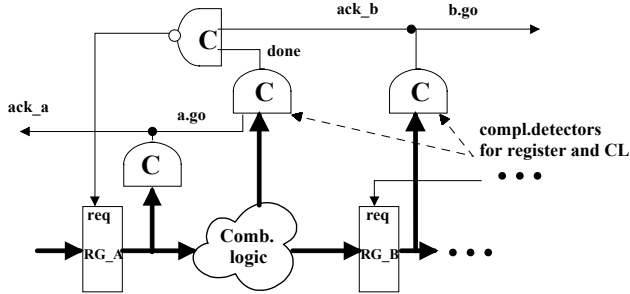 ack_b
b.go
C
done
C
C
ack_a
a.go
compl.detectors
for register and CL
C
• • •
req
req
Comb.
logic
RG_A
RG_B
• • •